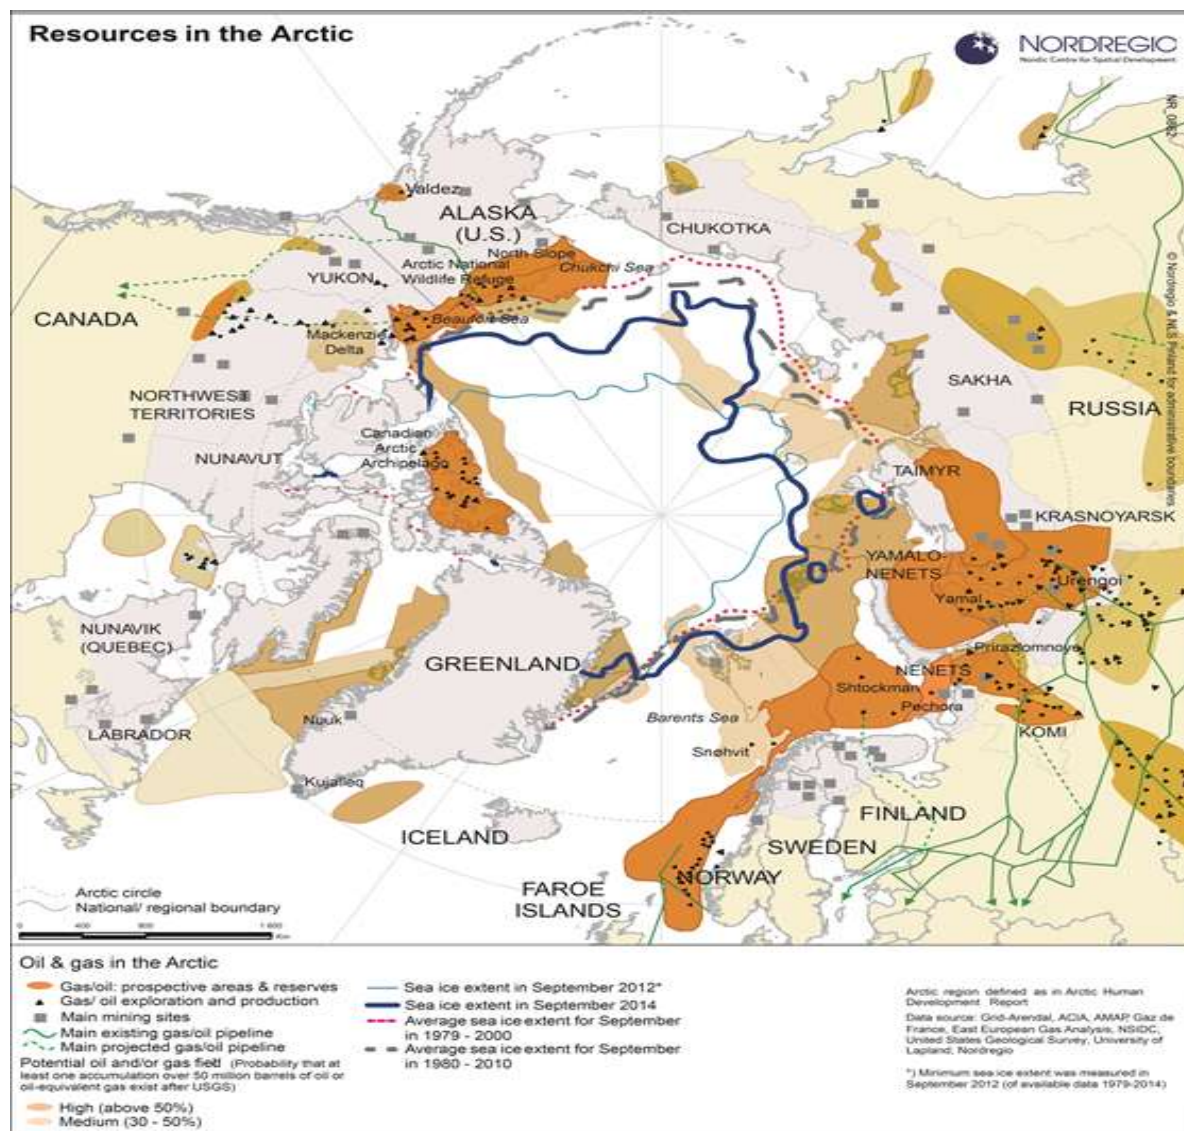 Resources in the Arctic
NORDREGIO
Nordic Centre for Spatial Development
NR_0862
© Nordregio & NLS Finland for administrative boundaries
Valdez
ALASKA
(U.S.)
CHUKOTKA
North Slope
Chukchi Sea
Arctic National
Wildlife Refuge
YUKON
Beaufort Sea
CANADA
Mackenzie
Delta
SAKHA
RUSSIA
NORTHWEST
TERRITORIES
Canadian
Arctic
Archipelago
NUNAVUT
TAIMYR
KRASNOYARSK
YAMALO-
NENETS
Urengoi
Yamal
NUNAVIK
(QUEBEC)
Prirazlomnoye
GREENLAND
NENETS
Shtockman
Pechora
Barents Sea
Nuuk
LABRADOR
KOMI
Snøhvit
Kujalleq
FINLAND
ICELAND
SWEDEN
NORWAY
FAROE
ISLANDS
Arctic circle
National/ regional boundary
0 400 800 1 600
Km
Oil & gas in the Arctic
Gas/oil: prospective areas & reserves
Gas/ oil exploration and production
Main mining sites
Main existing gas/oil pipeline
Main projected gas/oil pipeline
Potential oil and/or gas field (Probability that at
least one accumulation over 50 million barrels of oil or
oil-equivalent gas exist after USGS)
High (above 50%)
Medium (30 - 50%)
Sea ice extent in September 2012*
Sea ice extent in September 2014
Average sea ice extent for September
in 1979 - 2000
Average sea ice extent for September
in 1980 - 2010
Arctic region defined as in Arctic Human
Development Report
Data source: Grid-Arendal, ACIA, AMAP, Gaz de
France, East European Gas Analysis, NSIDC,
United States Geological Survey, University of
Lapland, Nordregio
*) Minimum sea ice extent was measured in
September 2012 (of available data 1979-2014)